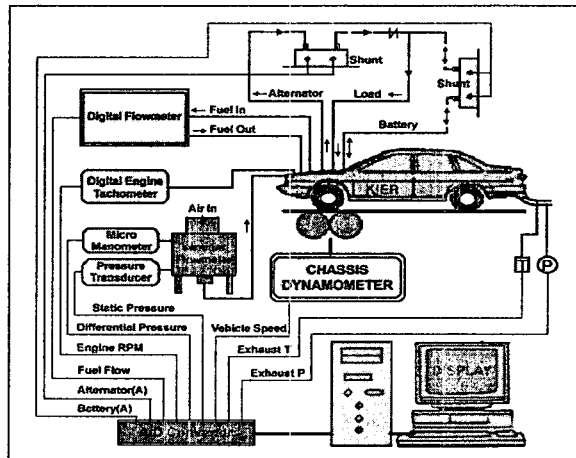 Shunt
Alternator
Load
Shunt
Digital Flowmeter
Fuel In
Fuel Out
Battery
Digital Engine
Tachometer
KIER
Air In
Micro
Manometer
Pressure
Transducer
CHASSIS
DYNAMOMETER
T
P
Static Pressure
Differential Pressure
Vehicle Speed
Engine RPM
Exhaust T
Fuel Flow
Exhaust P
Alternator(A)
Battery(A)
DISPLAY